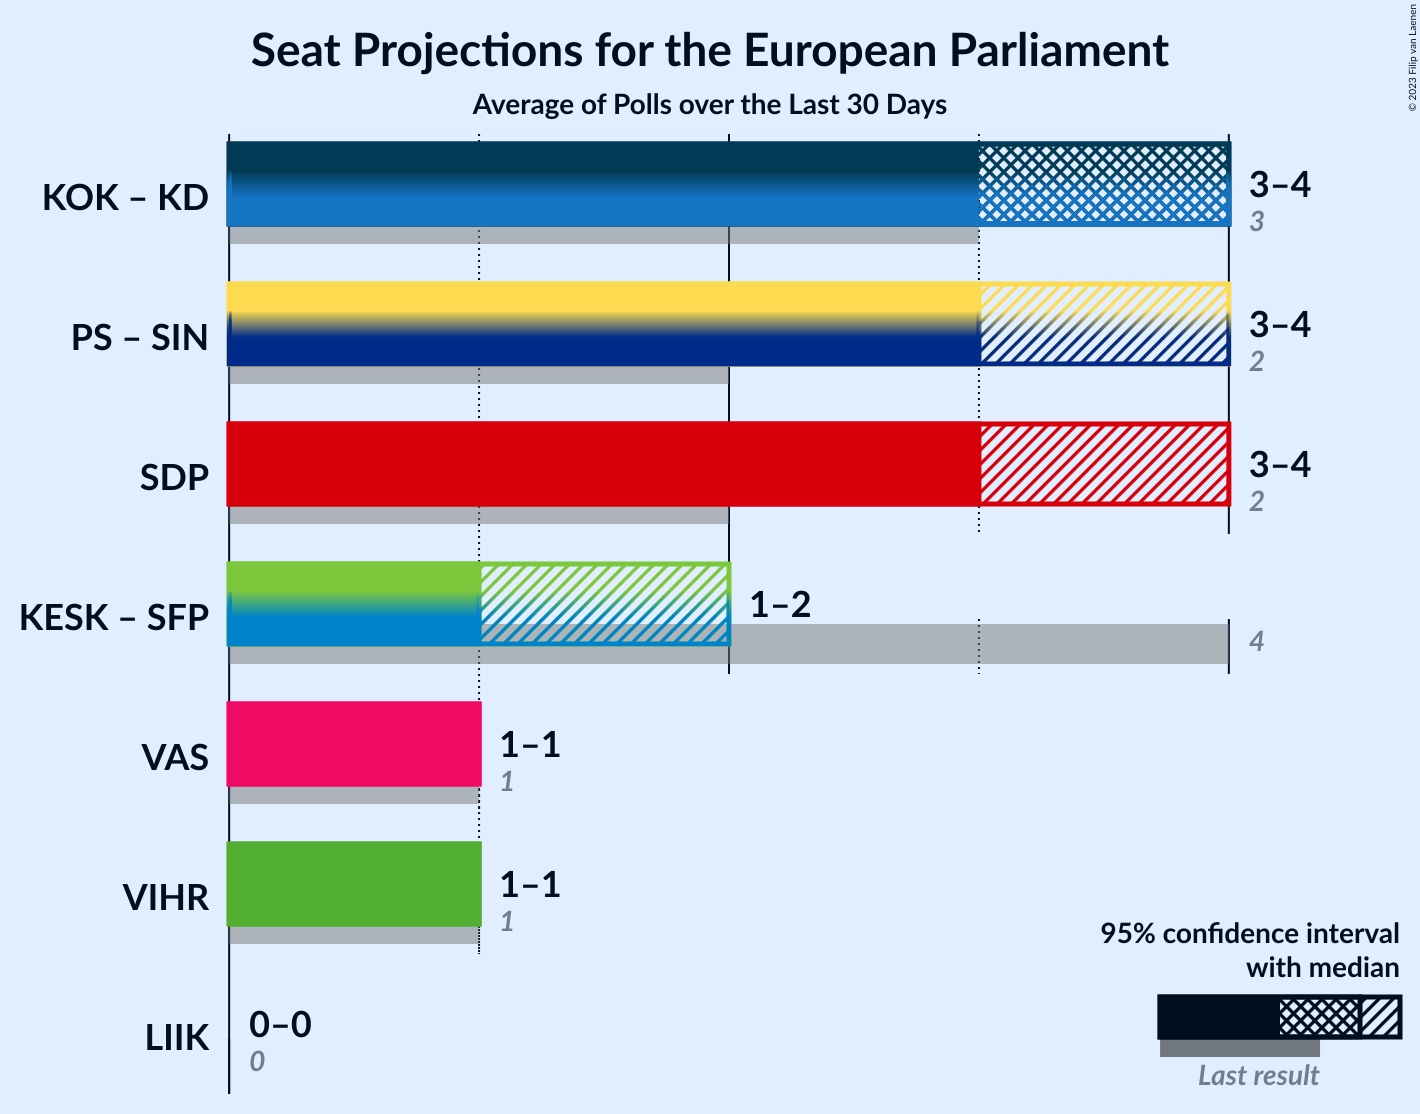 Seat Projections for the European Parliament
Average of Polls over the Last 30 Days
© 2023 Filip van Laenen
KOK – KD
3–4
3
PS – SIN
3–4
2
SDP
3–4
2
KESK – SFP
1–2
4
VAS
1–1
1
VIHR
1–1
1
LIIK
0–0
0
95% confidence interval
with median
Last result